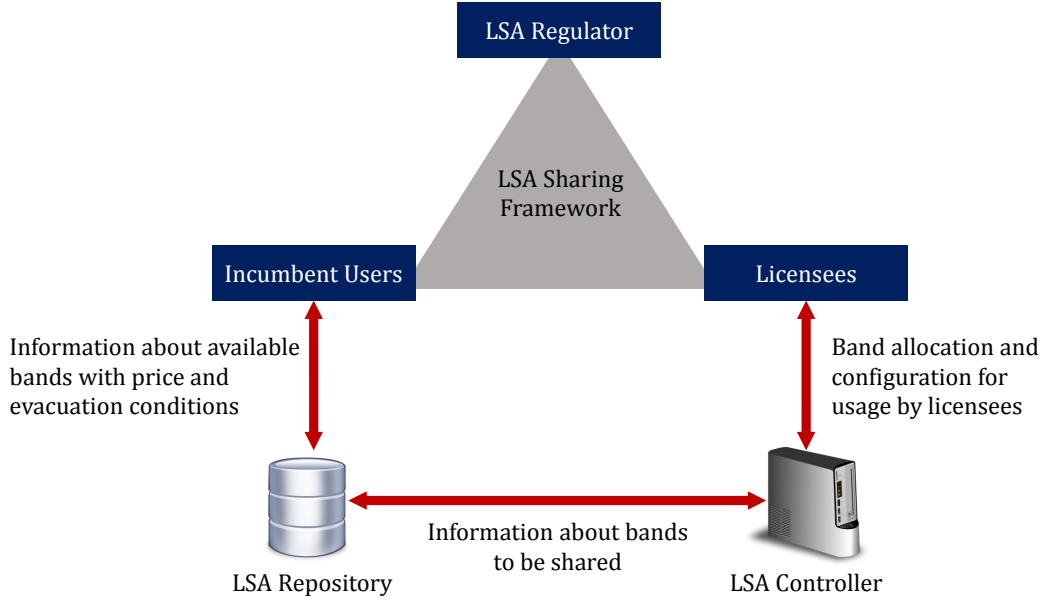 LSA Regulator
LSA Sharing
Framework
Incumbent Users
Licensees
Information about available
bands with price and
evacuation conditions
Band allocation and
configuration for
usage by licensees
Information about bands
to be shared
LSA Repository
LSA Controller